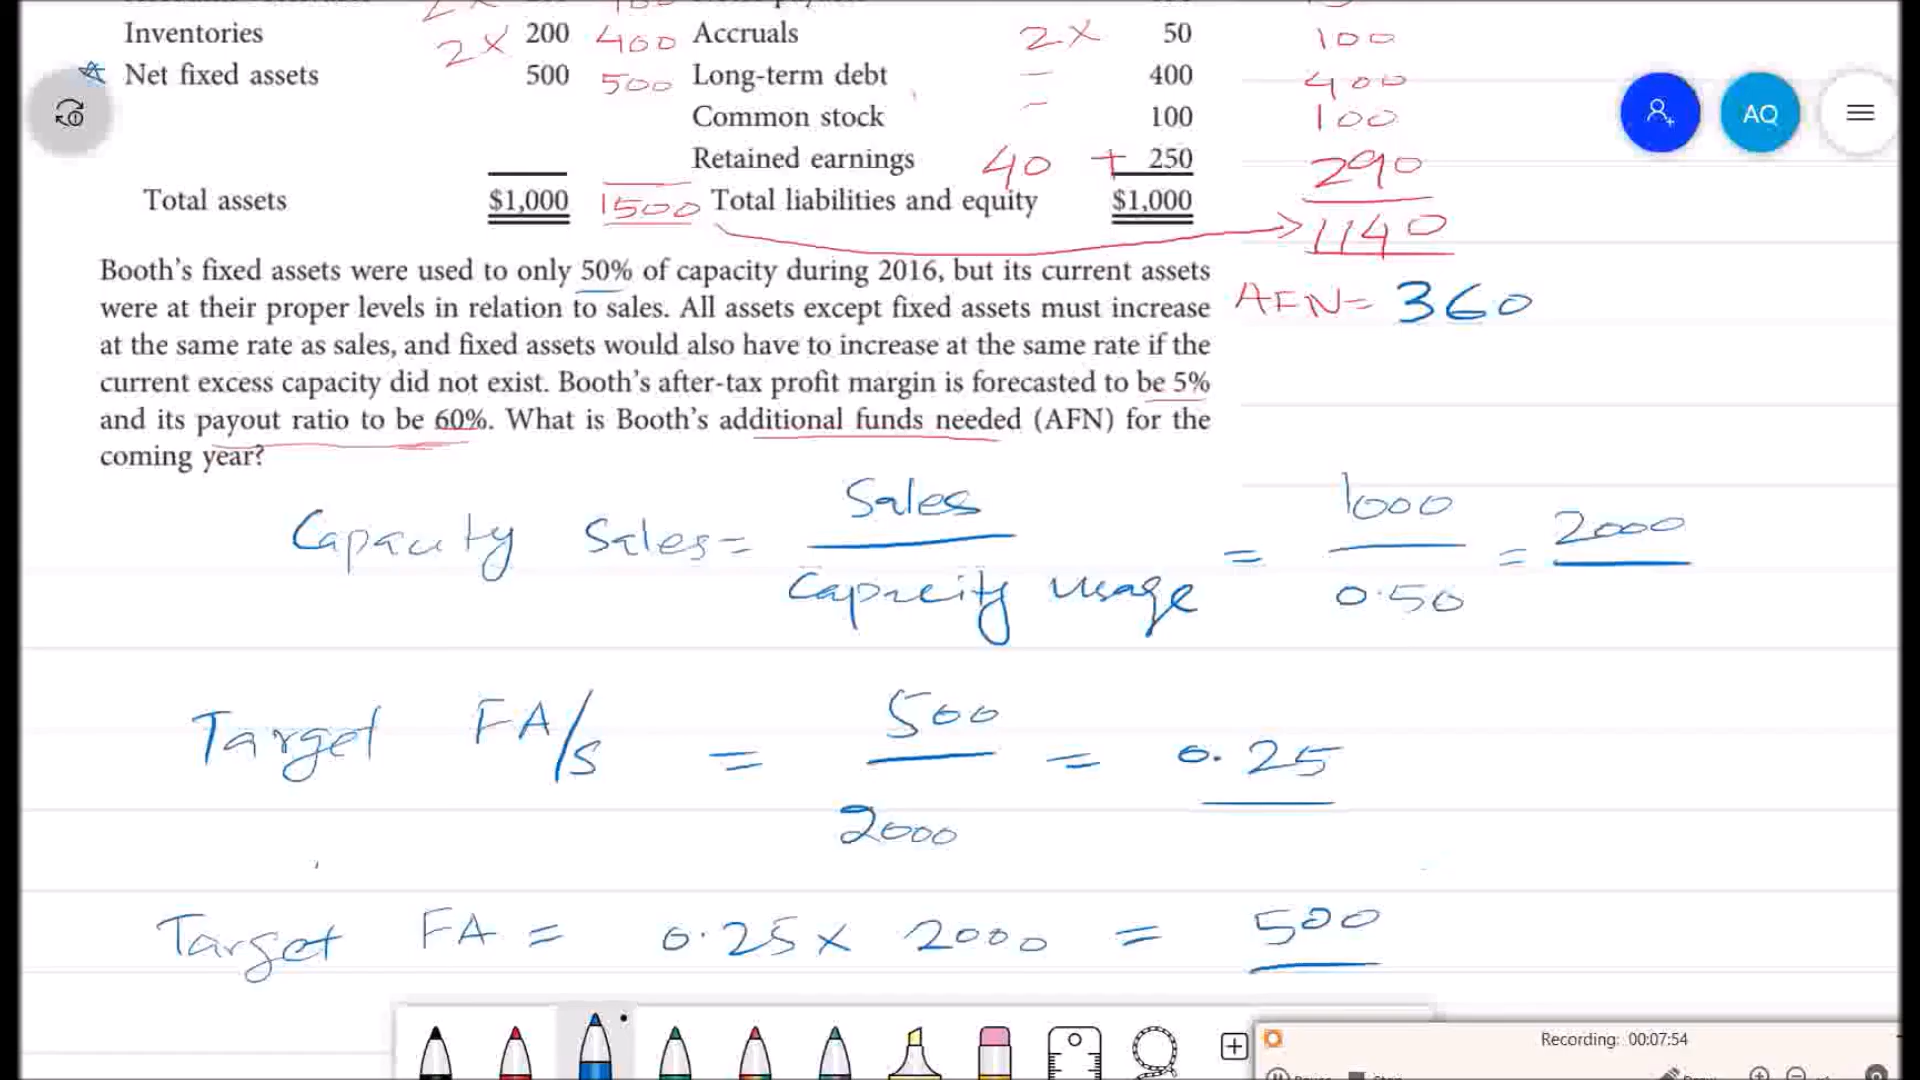 Inventories 2 X 200 400 Accruals 2 X 50 100
Net fixed assets 500 500 Long-term debt — 400 400
Common stock — 100 100
Retained earnings 40 + 250 290
Total assets $1,000 1500 Total liabilities and equity $1,000 1140
Booth's fixed assets were used to only 50% of capacity during 2016, but its current assets
were at their proper levels in relation to sales. All assets except fixed assets must increase
at the same rate as sales, and fixed assets would also have to increase at the same rate if the
current excess capacity did not exist. Booth's after-tax profit margin is forecasted to be 5%
and its payout ratio to be 60%. What is Booth's additional funds needed (AFN) for the
coming year?
AFN = 360
AQ
Capacity Sales = Sales / Capacity usage = 1000 / 0.50 = 2000
Target FA/S = 500 / 2000 = 0.25
Target FA = 0.25 x 2000 = 500
Recording: 00:07:54